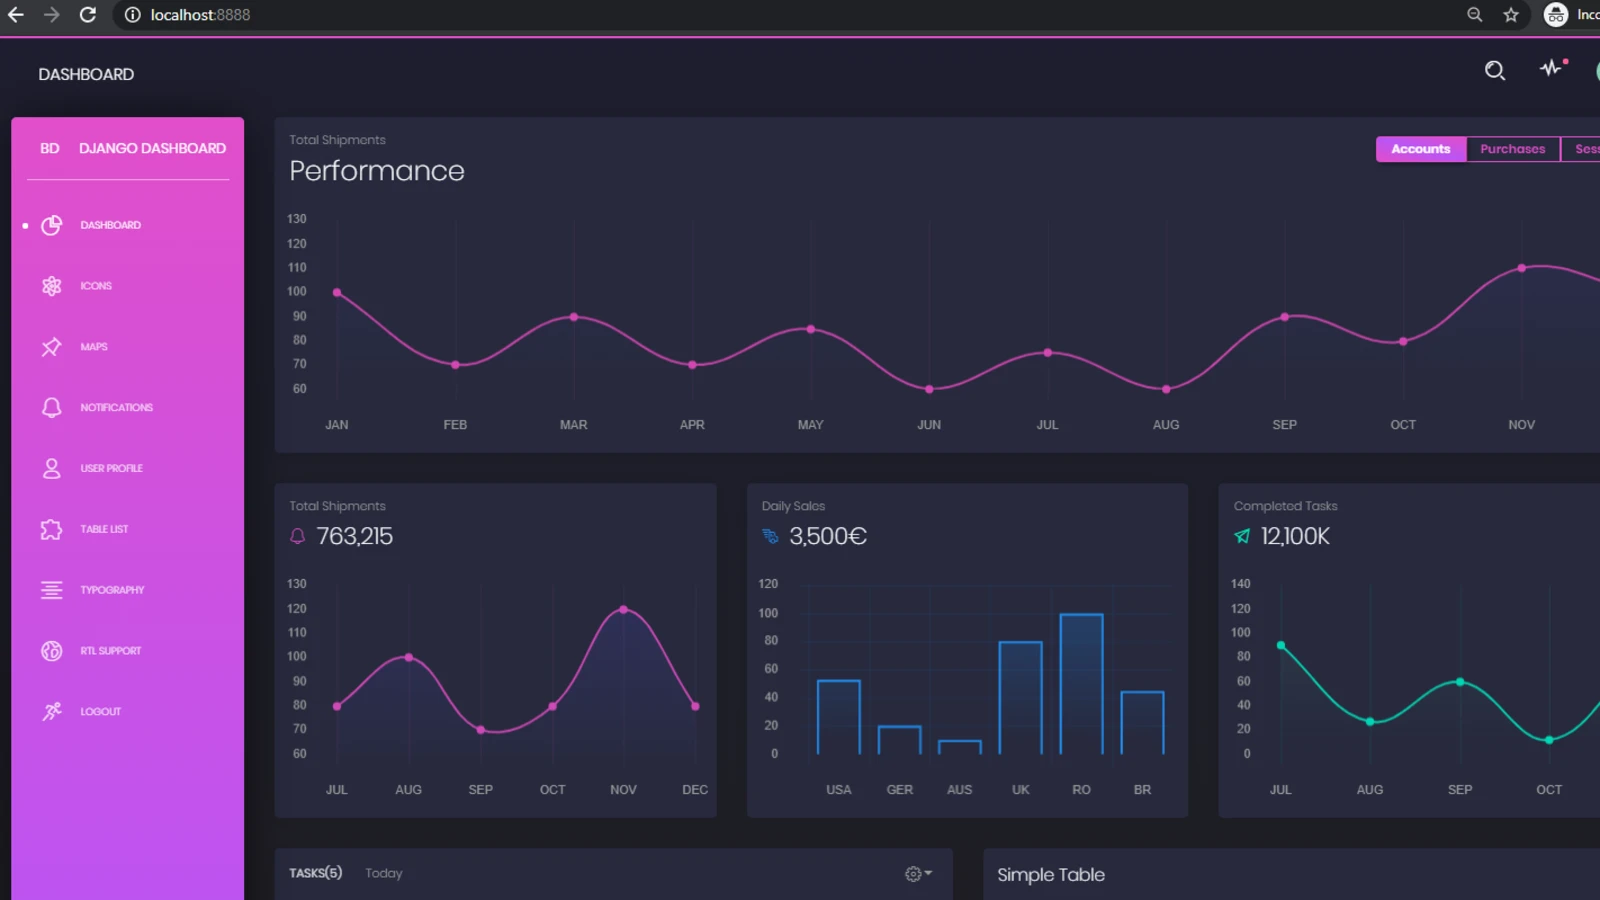 localhost:8888
Inco
DASHBOARD
BD DJANGO DASHBOARD
DASHBOARD
ICONS
MAPS
NOTIFICATIONS
USER PROFILE
TABLE LIST
TYPOGRAPHY
RTL SUPPORT
LOGOUT
Total Shipments
Performance
Accounts Purchases Sess
130
120
110
100
90
80
70
60
JAN FEB MAR APR MAY JUN JUL AUG SEP OCT NOV
Total Shipments
763,215
130
120
110
100
90
80
70
60
JUL AUG SEP OCT NOV DEC
Daily Sales
3,500€
120
100
80
60
40
20
0
USA GER AUS UK RO BR
Completed Tasks
12,100K
140
120
100
80
60
40
20
0
JUL AUG SEP OCT
TASKS(5) Today
Simple Table